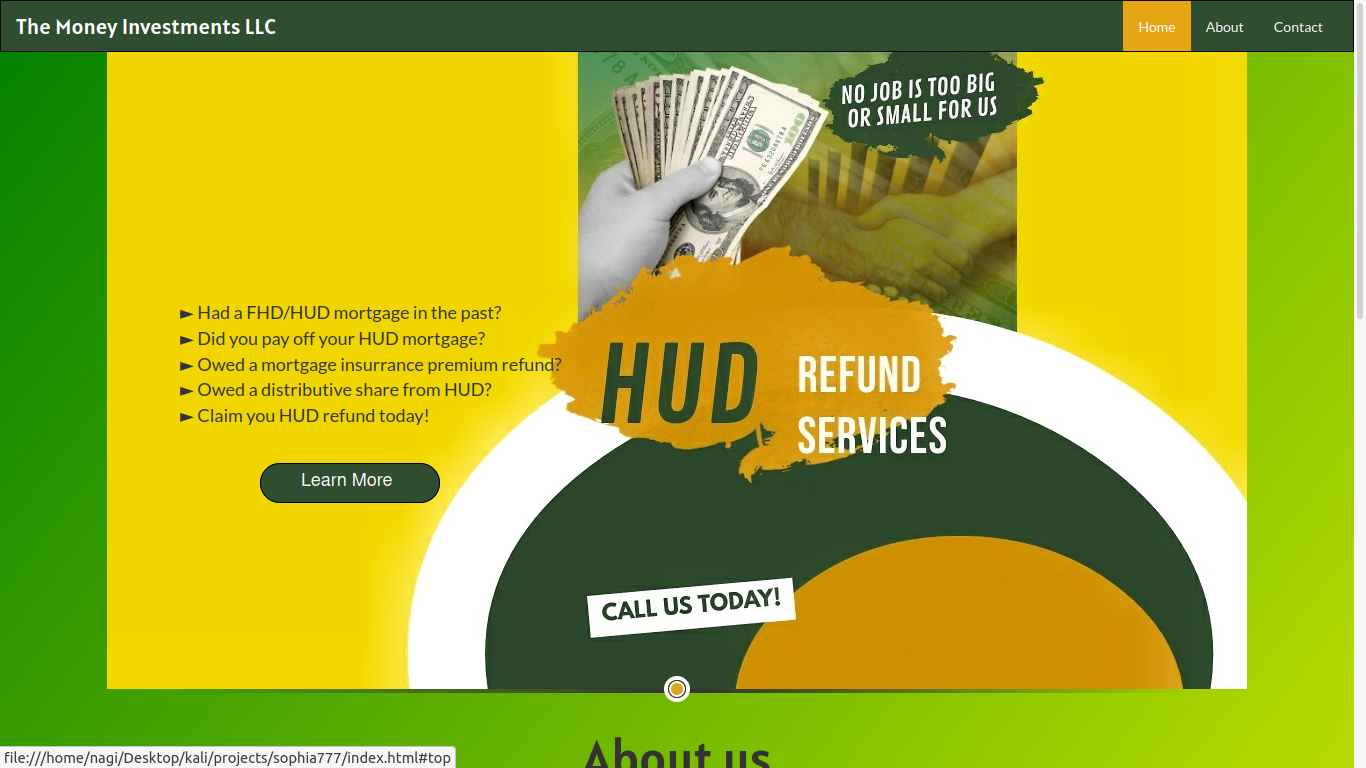 The Money Investments LLC
Home About Contact
NO JOB IS TOO BIG
OR SMALL FOR US
► Had a FHD/HUD mortgage in the past?
► Did you pay off your HUD mortgage?
► Owed a mortgage insurrance premium refund?
► Owed a distributive share from HUD?
► Claim you HUD refund today!
HUD
REFUND
SERVICES
Learn More
CALL US TODAY!
About us
file:///home/nagi/Desktop/kali/projects/sophia777/index.html#top